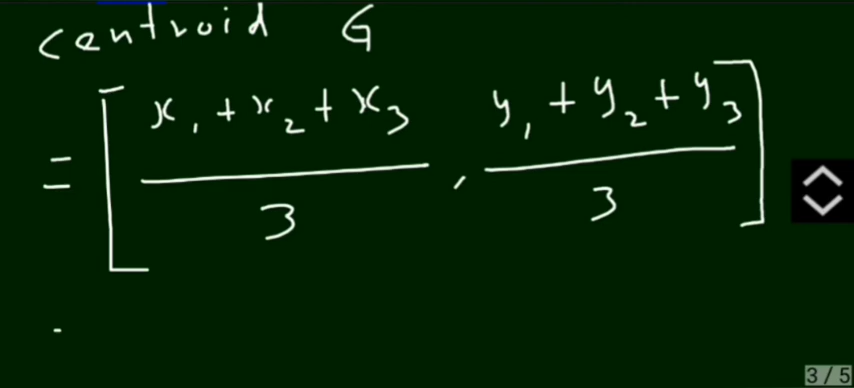 centroid G
= [ x₁ + x₂ + x₃ / 3 , y₁ + y₂ + y₃ / 3 ]
3 / 5